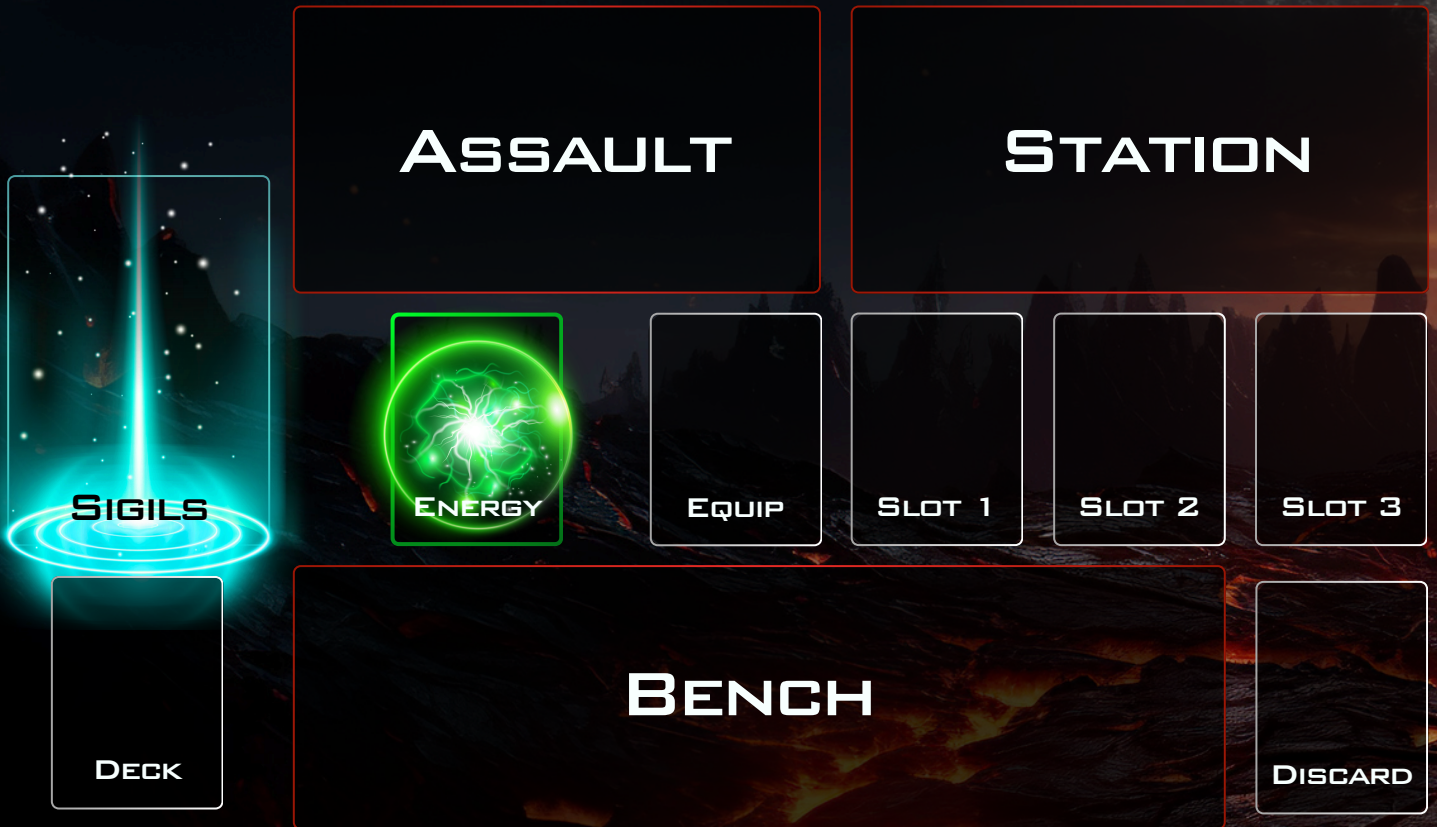 Assault
Station
Sigils
Energy
Equip
Slot 1
Slot 2
Slot 3
Bench
Deck
Discard